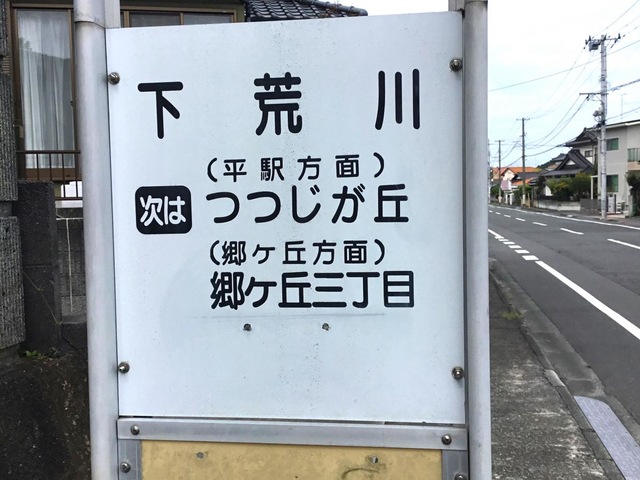 下荒川
(平駅方面)
次は つつじが丘
(郷ケ丘方面)
郷ケ丘三丁目